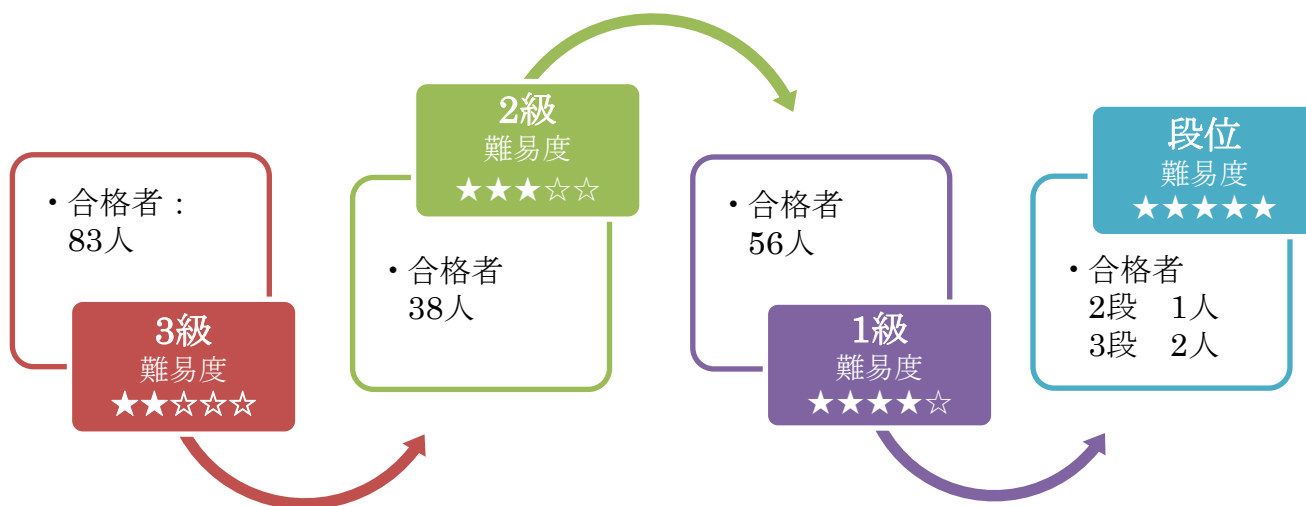 ・合格者：
83人
3級
難易度
★★☆☆☆
2級
難易度
★★★☆☆
・合格者
38人
・合格者
56人
1級
難易度
★★★★☆
段位
難易度
★★★★★
・合格者
2段　1人
3段　2人